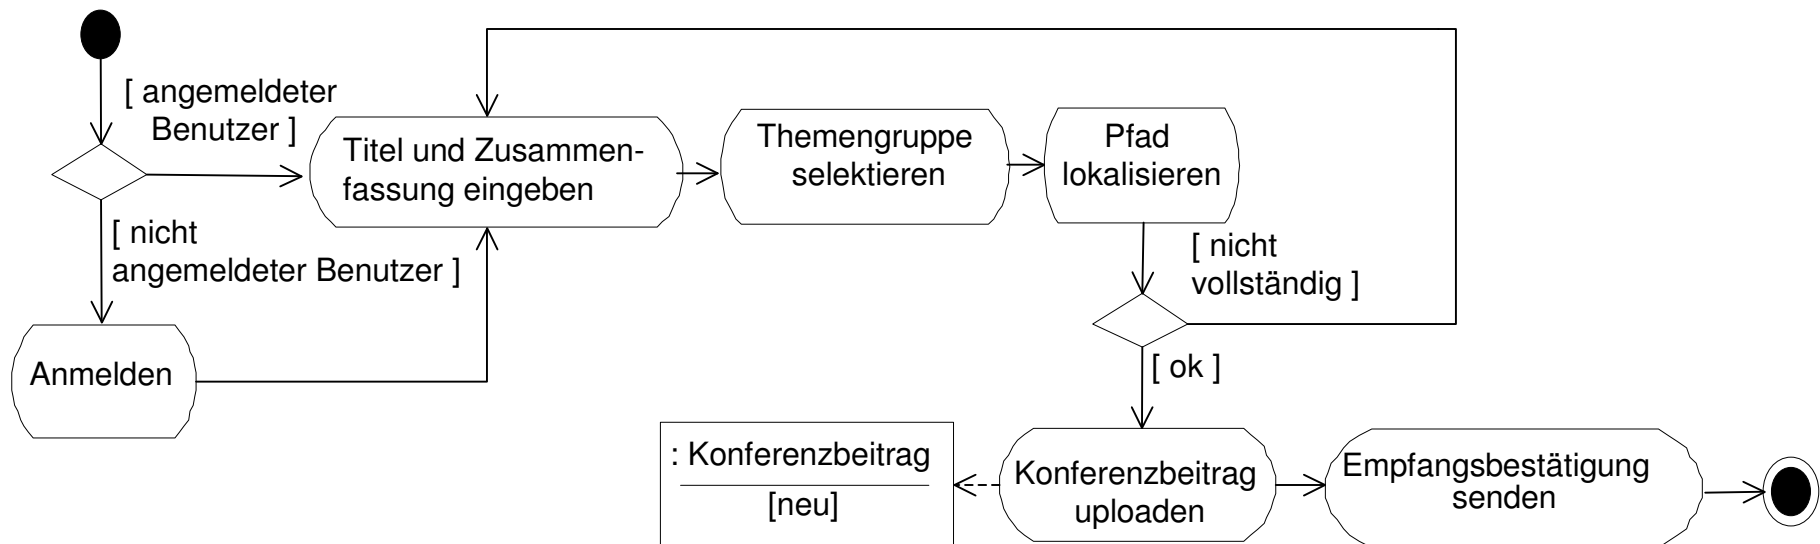 [ angemeldeter
Benutzer ]
Titel und Zusammen-
fassung eingeben
Themengruppe
selektieren
Pfad
lokalisieren
[ nicht
angemeldeter Benutzer ]
[ nicht
vollständig ]
Anmelden
[ ok ]
: Konferenzbeitrag
[neu]
Konferenzbeitrag
uploaden
Empfangsbestätigung
senden